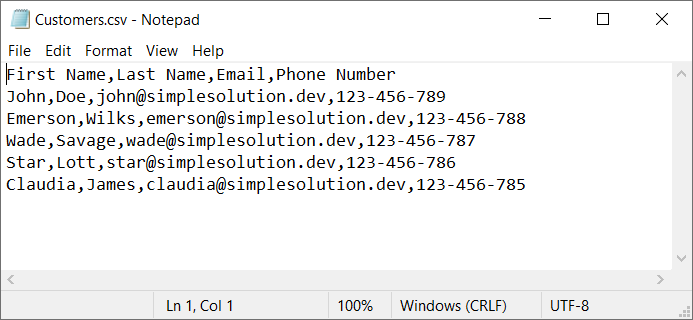 Customers.csv - Notepad
File Edit Format View Help
First Name,Last Name,Email,Phone Number
John,Doe,john@simplesolution.dev,123-456-789
Emerson,Wilks,emerson@simplesolution.dev,123-456-788
Wade,Savage,wade@simplesolution.dev,123-456-787
Star,Lott,star@simplesolution.dev,123-456-786
Claudia,James,claudia@simplesolution.dev,123-456-785
Ln 1, Col 1 100% Windows (CRLF) UTF-8